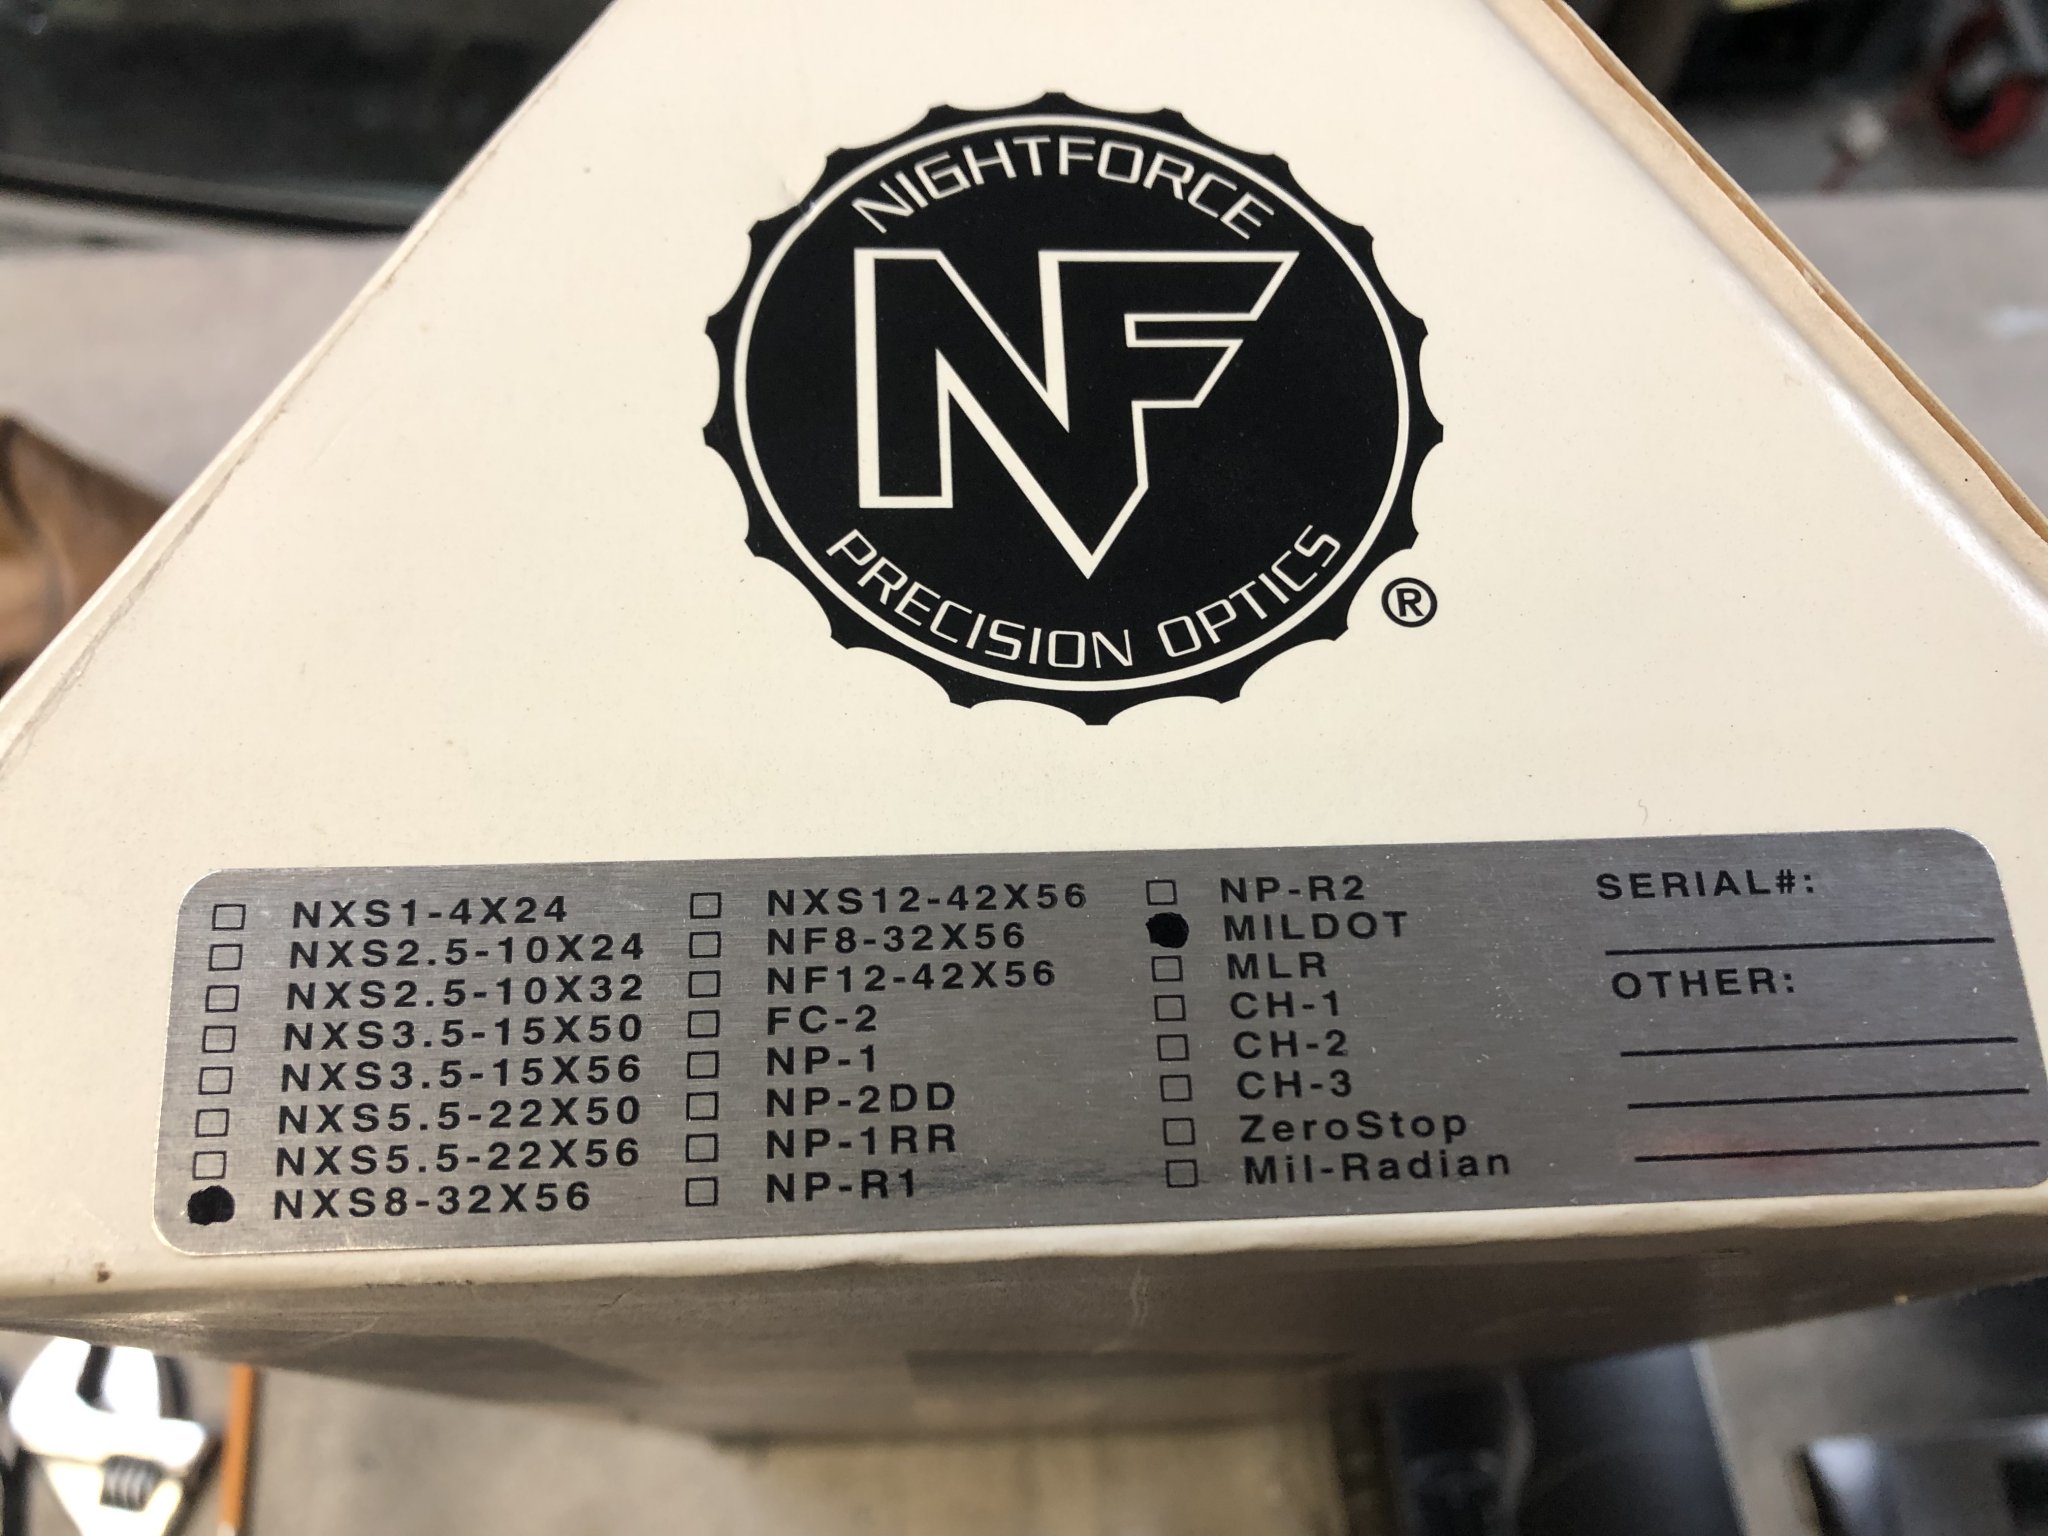 NIGHTFORCE
NF
PRECISION OPTICS
®
NXS1-4X24
NXS2.5-10X24
NXS2.5-10X32
NXS3.5-15X50
NXS3.5-15X56
NXS5.5-22X50
NXS5.5-22X56
NXS8-32X56
NXS12-42X56
NF8-32X56
NF12-42X56
FC-2
NP-1
NP-2DD
NP-1RR
NP-R1
NP-R2
MILDOT
MLR
CH-1
CH-2
CH-3
ZeroStop
Mil-Radian
SERIAL#:
OTHER: